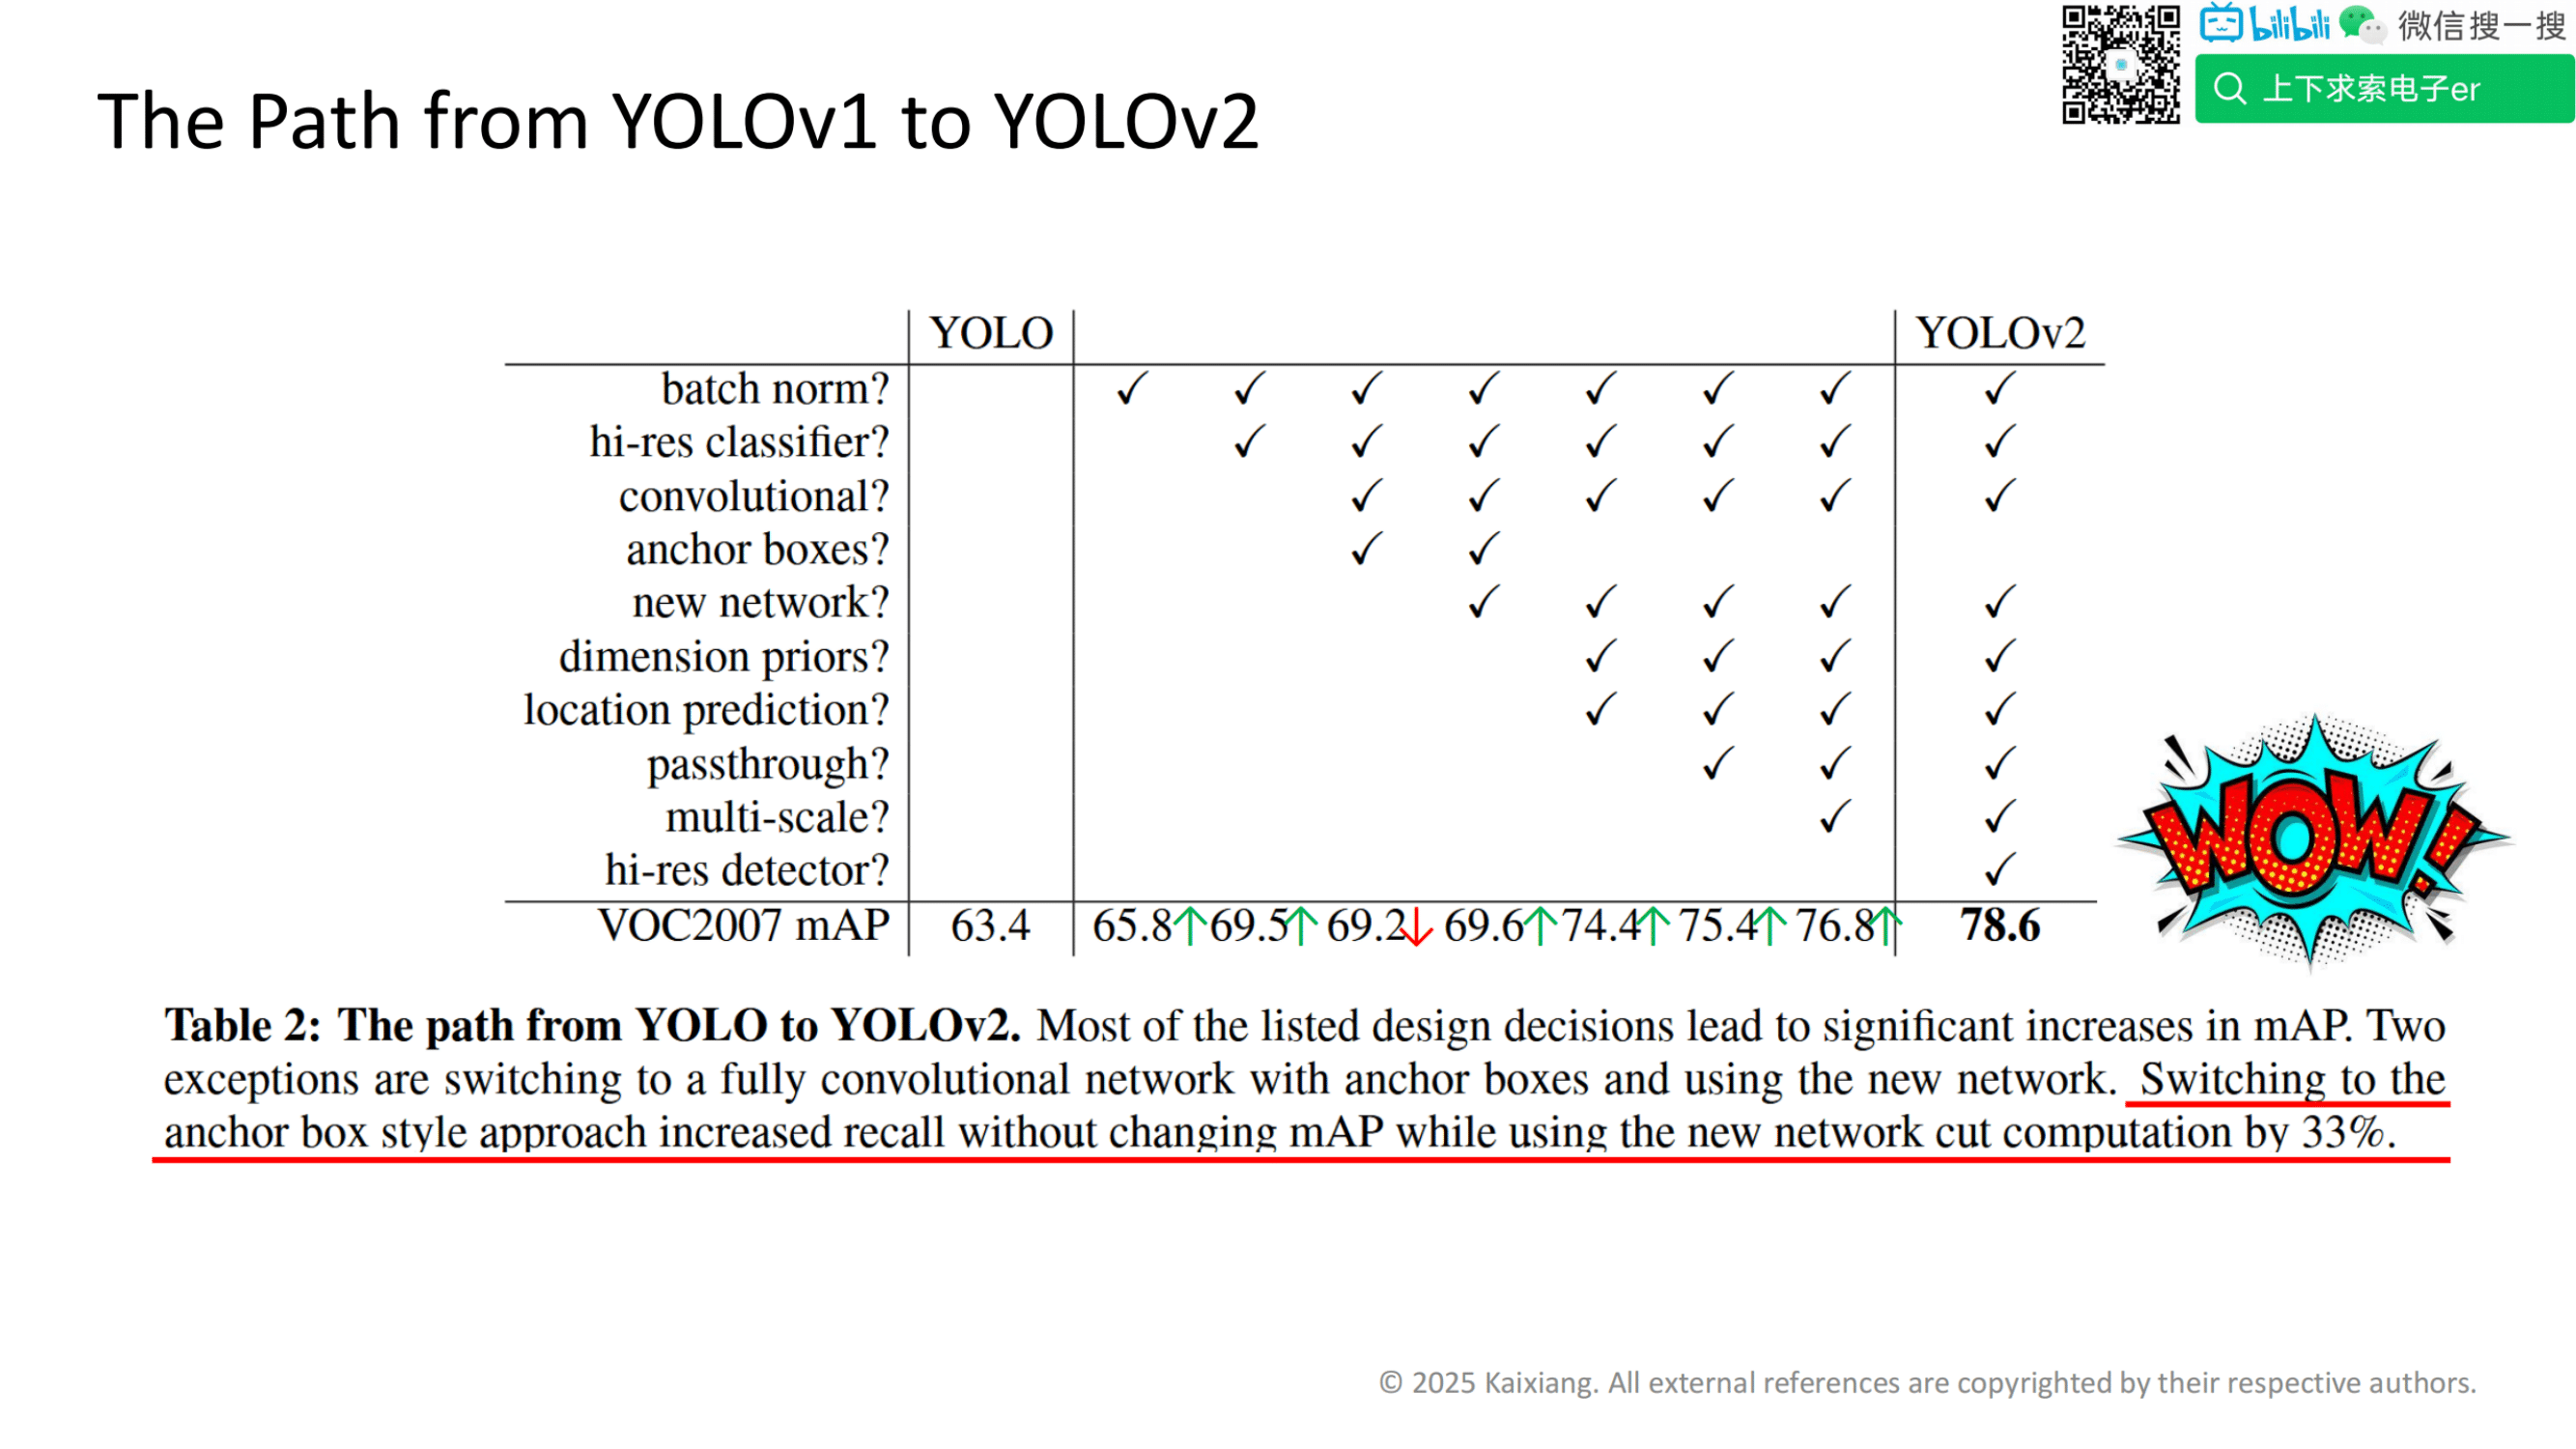 bilibili 微信搜一搜
上下求索电子er
The Path from YOLOv1 to YOLOv2
YOLO YOLOv2
batch norm? ✓ ✓ ✓ ✓ ✓ ✓ ✓ ✓
hi-res classifier? ✓ ✓ ✓ ✓ ✓ ✓ ✓
convolutional? ✓ ✓ ✓ ✓ ✓ ✓
anchor boxes? ✓ ✓
new network? ✓ ✓ ✓ ✓ ✓
dimension priors? ✓ ✓ ✓ ✓
location prediction? ✓ ✓ ✓ ✓
passthrough? ✓ ✓ ✓
multi-scale? ✓ ✓
hi-res detector? ✓
VOC2007 mAP 63.4 65.8↑ 69.5↑ 69.2↓ 69.6↑ 74.4↑ 75.4↑ 76.8↑ 78.6
WOW!
Table 2: The path from YOLO to YOLOv2. Most of the listed design decisions lead to significant increases in mAP. Two
exceptions are switching to a fully convolutional network with anchor boxes and using the new network. Switching to the
anchor box style approach increased recall without changing mAP while using the new network cut computation by 33%.
© 2025 Kaixiang. All external references are copyrighted by their respective authors.